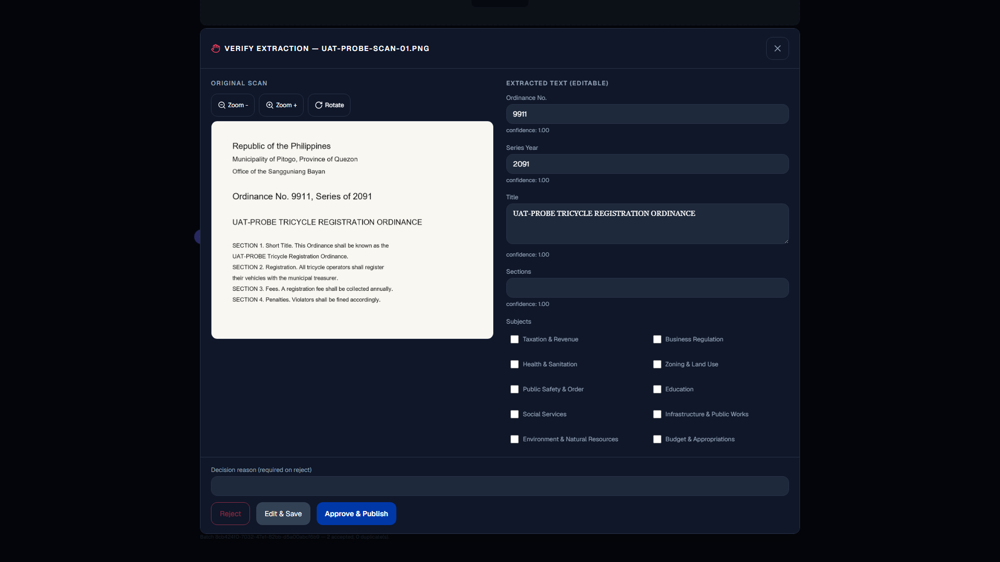 VERIFY EXTRACTION — UAT-PROBE-SCAN-01.PNG
ORIGINAL SCAN
Zoom -
Zoom +
Rotate
Republic of the Philippines
Municipality of Pitogo, Province of Quezon
Office of the Sangguniang Bayan
Ordinance No. 9911, Series of 2091
UAT-PROBE TRICYCLE REGISTRATION ORDINANCE
SECTION 1. Short Title. This Ordinance shall be known as the
UAT-PROBE Tricycle Registration Ordinance.
SECTION 2. Registration. All tricycle operators shall register
their vehicles with the municipal treasurer.
SECTION 3. Fees. A registration fee shall be collected annually.
SECTION 4. Penalties. Violators shall be fined accordingly.
EXTRACTED TEXT (EDITABLE)
Ordinance No.
9911
confidence: 1.00
Series Year
2091
confidence: 1.00
Title
UAT-PROBE TRICYCLE REGISTRATION ORDINANCE
confidence: 1.00
Sections
confidence: 1.00
Subjects
Taxation & Revenue
Business Regulation
Health & Sanitation
Zoning & Land Use
Public Safety & Order
Education
Social Services
Infrastructure & Public Works
Environment & Natural Resources
Budget & Appropriations
Decision reason (required on reject)
Reject
Edit & Save
Approve & Publish
Batch — 2 accepted, 0 duplicate(s).